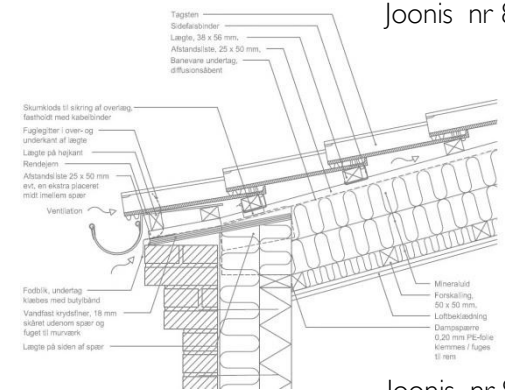 Joonis nr 8
Tagsten
Sidefalsbinder
Lægte, 38 x 56 mm.
Afstandsliste, 25 x 50 mm,
Banevare undertag,
diffusionsåbent
Skumklods til sikring af overlæg,
fastholdt med kabelbinder
Fuglegitter i over- og
underkant af lægte
Lægte på højkant
Rendejern
Afstandsliste 25 x 50 mm
evt, en ekstra placeret
midt imellem spær
Ventilation
Fodblik, undertag
klæbes med butylbånd
Vandfast krydsfiner, 18 mm
skåret udenom spær og
fuget til murværk
Lægte på siden af spær
Mineraluld
Forskalling,
50 x 50 mm,
Loftbeklædning
Dampspærre
0,20 mm PE-folie
klemmes / fuges
til rem